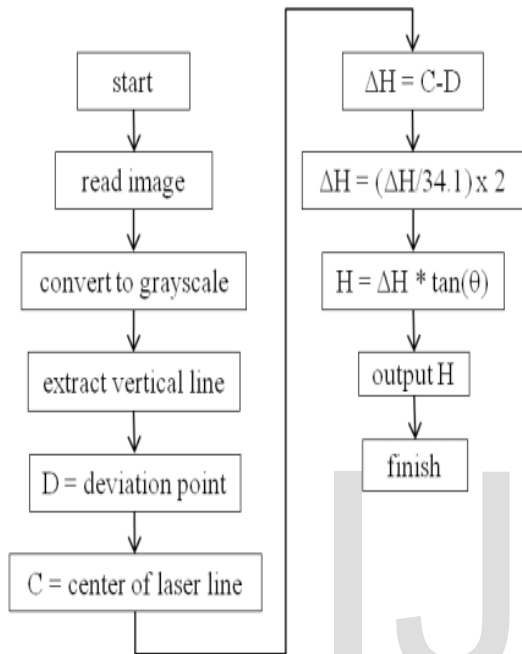 start
read image
convert to grayscale
extract vertical line
D = deviation point
C = center of laser line
ΔH = C-D
ΔH = (ΔH/34.1) x 2
H = ΔH * tan(θ)
output H
finish
IJ